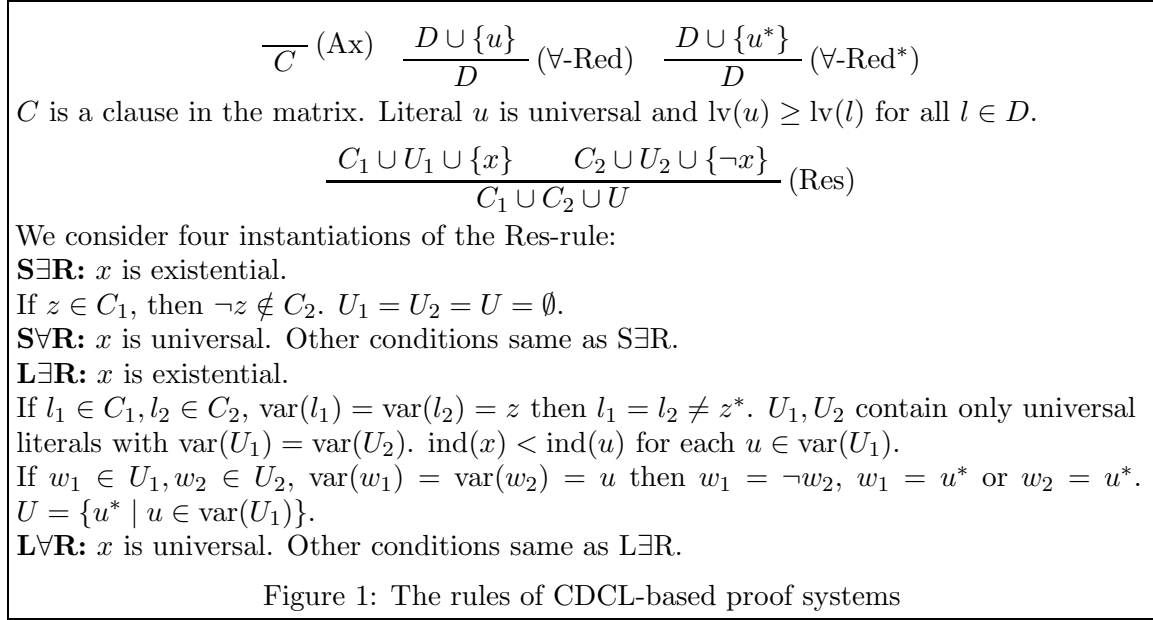 C (Ax)   D ∪ {u} / D (∀-Red)   D ∪ {u*} / D (∀-Red*)
C is a clause in the matrix. Literal u is universal and lv(u) ≥ lv(l) for all l ∈ D.
C₁ ∪ U₁ ∪ {x}   C₂ ∪ U₂ ∪ {¬x} / C₁ ∪ C₂ ∪ U (Res)
We consider four instantiations of the Res-rule:
S∃R: x is existential.
If z ∈ C₁, then ¬z ∉ C₂. U₁ = U₂ = U = ∅.
S∀R: x is universal. Other conditions same as S∃R.
L∃R: x is existential.
If l₁ ∈ C₁, l₂ ∈ C₂, var(l₁) = var(l₂) = z then l₁ = l₂ ≠ z*. U₁, U₂ contain only universal
literals with var(U₁) = var(U₂). ind(x) < ind(u) for each u ∈ var(U₁).
If w₁ ∈ U₁, w₂ ∈ U₂, var(w₁) = var(w₂) = u then w₁ = ¬w₂, w₁ = u* or w₂ = u*.
U = {u* | u ∈ var(U₁)}.
L∀R: x is universal. Other conditions same as L∃R.
Figure 1: The rules of CDCL-based proof systems